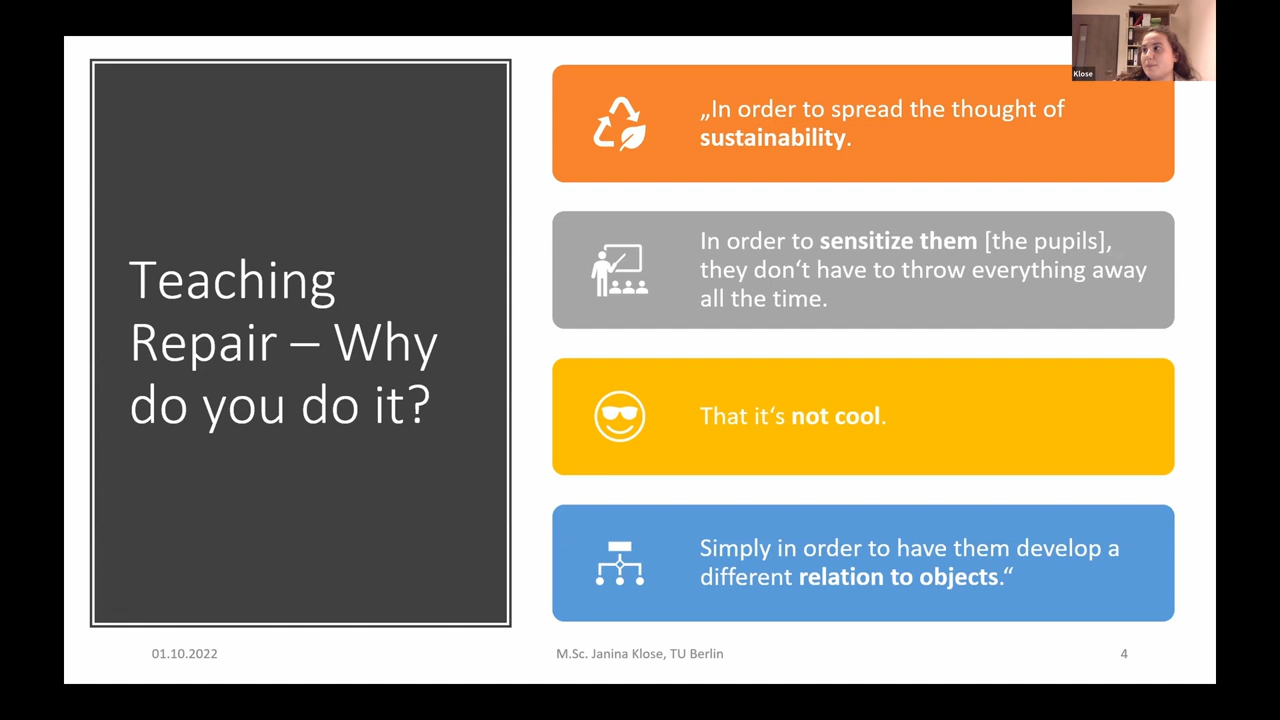 Klose
Teaching
Repair – Why
do you do it?
„In order to spread the thought of
sustainability.
In order to sensitize them [the pupils],
they don‘t have to throw everything away
all the time.
That it‘s not cool.
Simply in order to have them develop a
different relation to objects.“
01.10.2022
M.Sc. Janina Klose, TU Berlin
4